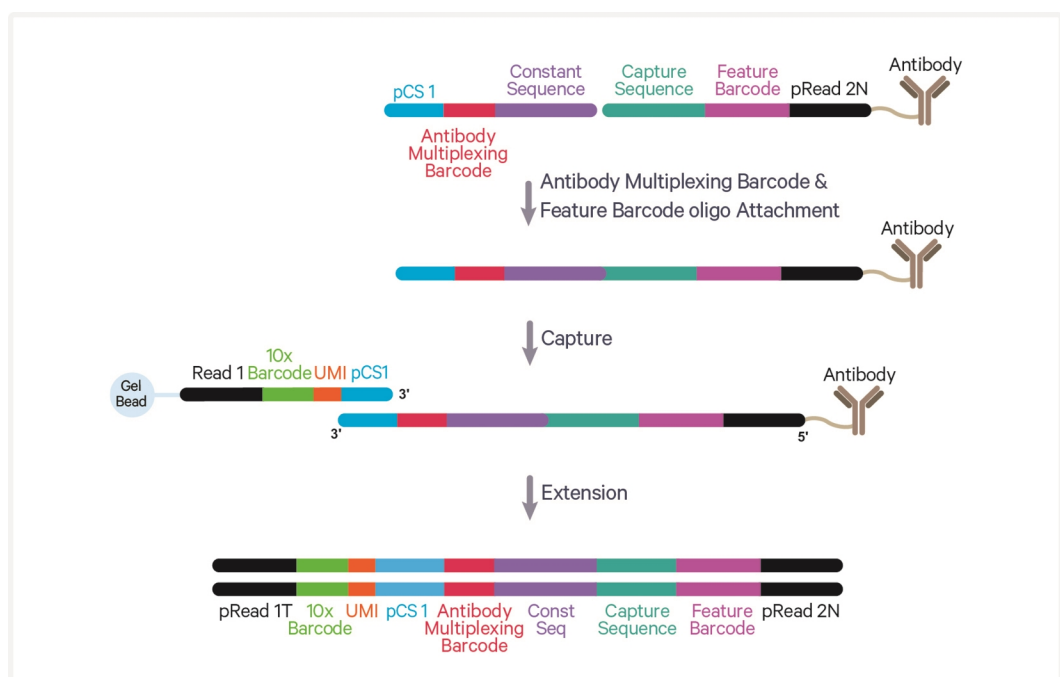 Antibody
pCS 1
Constant
Sequence
Capture
Sequence
Feature
Barcode
pRead 2N
Antibody
Multiplexing
Barcode
Antibody Multiplexing Barcode &
Feature Barcode oligo Attachment
Antibody
Capture
Gel
Bead
Read 1
10x
Barcode
UMI
pCS1
3'
Antibody
3'
5'
Extension
pRead 1T
10x
Barcode
UMI
pCS 1
Antibody
Multiplexing
Barcode
Const
Seq
Capture
Sequence
Feature
Barcode
pRead 2N